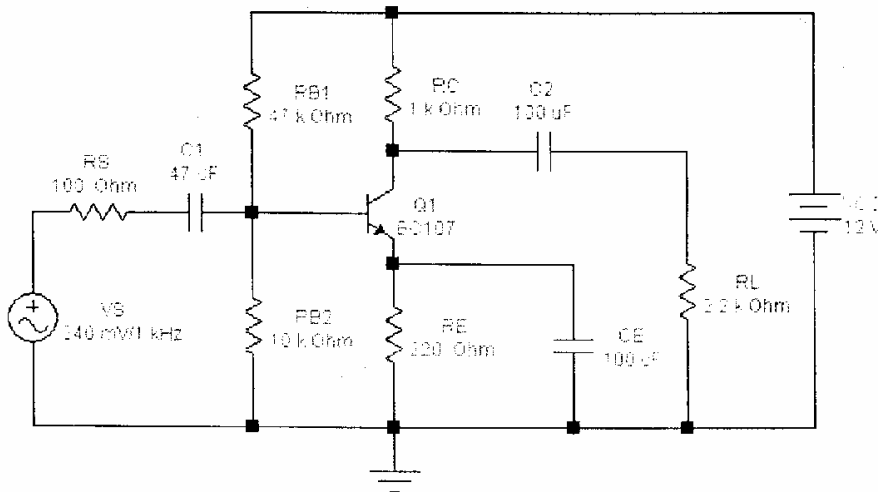 RB1
47 k Ohm
RC
1 k Ohm
C2
100 uF
RS
100 Ohm
C1
47 uF
Q1
12 V
VS
1 kHz
RB2
10 k Ohm
RE
220 Ohm
CE
100 uF
RL
2.2 k Ohm